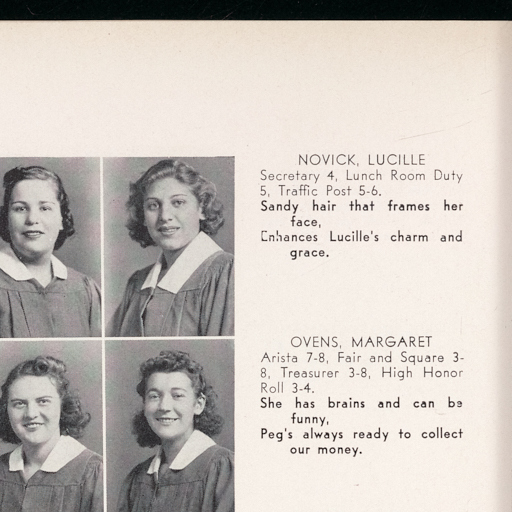 NOVICK, LUCILLE
Secretary 4, Lunch Room Duty
5, Traffic Post 5-6.
Sandy hair that frames her
face,
Enhances Lucille's charm and
grace.
OVENS, MARGARET
Arista 7-8, Fair and Square 3-
8, Treasurer 3-8, High Honor
Roll 3-4.
She has brains and can be
funny,
Peg's always ready to collect
our money.